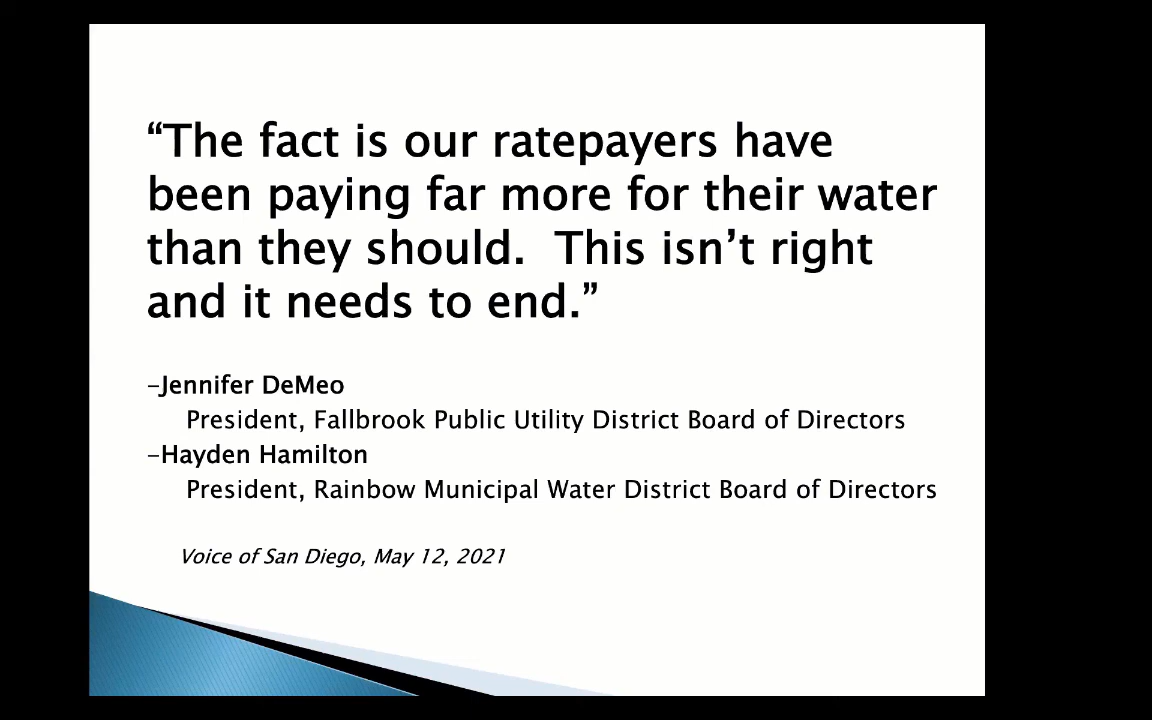 “The fact is our ratepayers have
been paying far more for their water
than they should.  This isn’t right
and it needs to end.”
–Jennifer DeMeo
President, Fallbrook Public Utility District Board of Directors
–Hayden Hamilton
President, Rainbow Municipal Water District Board of Directors
Voice of San Diego, May 12, 2021